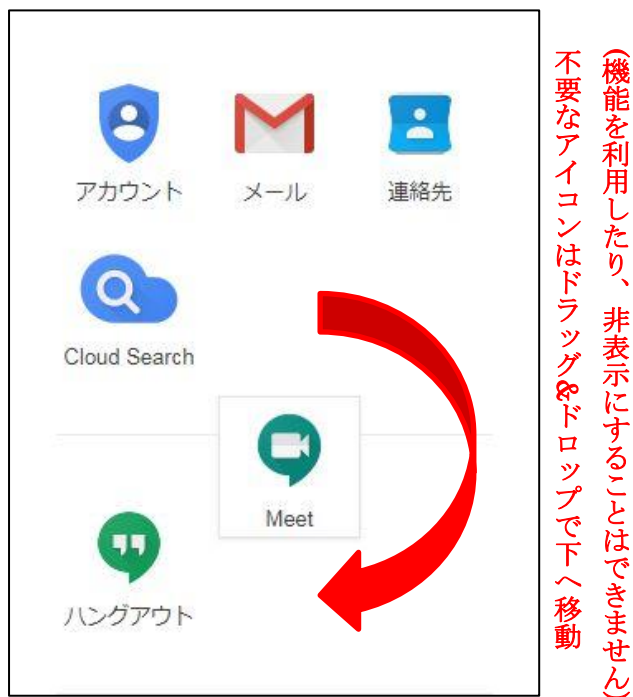 (機能を利用したり、非表示にすることはできません)
不要なアイコンはドラッグ&ドロップで下へ移動
アカウント
メール
連絡先
Cloud Search
Meet
ハングアウト